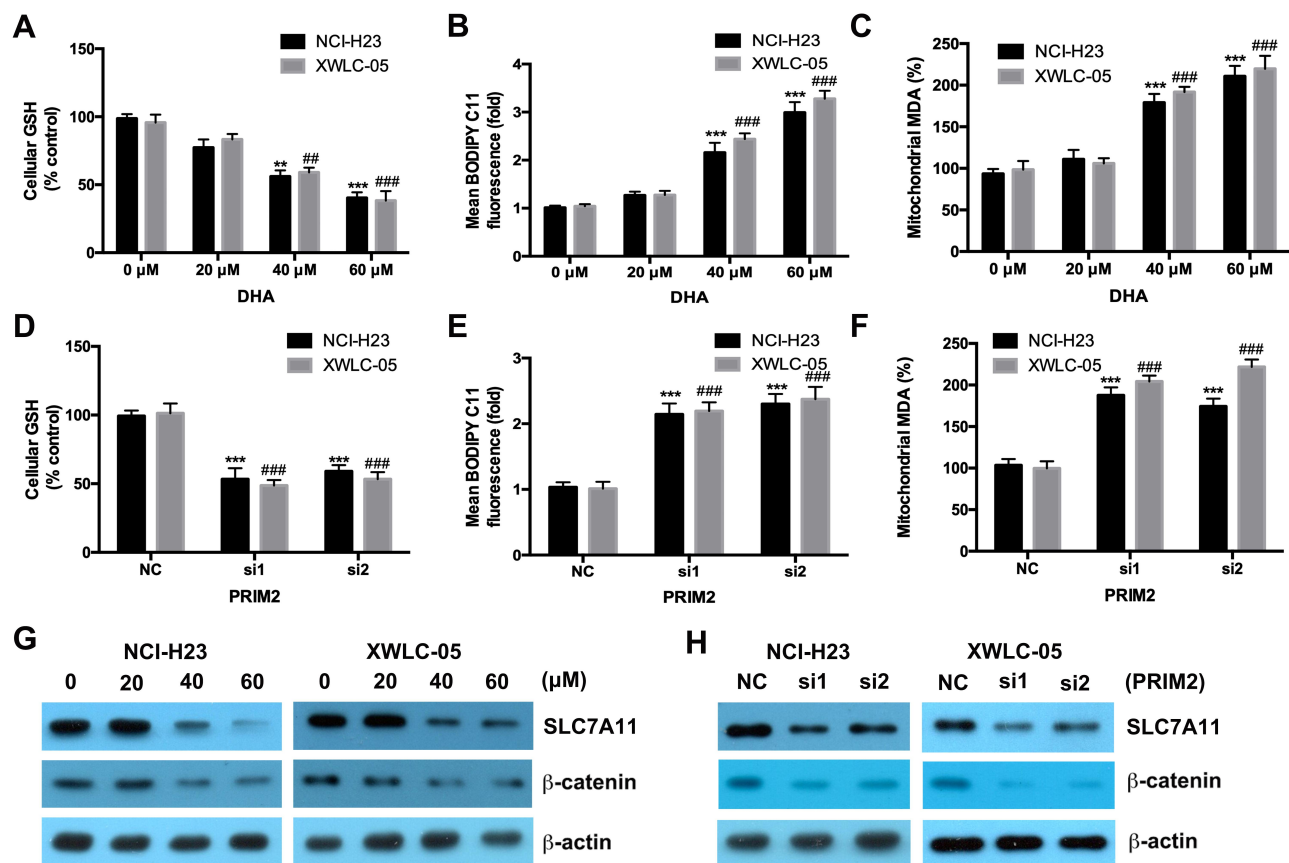 A
NCI-H23
XWLC-05
Cellular GSH
(% control)
150
100
50
0
**
##
***
###
0 μM
20 μM
40 μM
60 μM
DHA
B
NCI-H23
XWLC-05
Mean BODIPY C11
fluorescence (fold)
4
3
2
1
0
***
###
***
###
0 μM
20 μM
40 μM
60 μM
DHA
C
NCI-H23
XWLC-05
Mitochondrial MDA (%)
250
200
150
100
50
0
***
###
***
###
0 μM
20 μM
40 μM
60 μM
DHA
D
NCI-H23
XWLC-05
Cellular GSH
(% control)
150
100
50
0
***
###
***
###
NC
si1
si2
PRIM2
E
NCI-H23
XWLC-05
Mean BODIPY C11
fluorescence (fold)
3
2
1
0
***
###
***
###
NC
si1
si2
PRIM2
F
NCI-H23
XWLC-05
Mitochondrial MDA (%)
250
200
150
100
50
0
***
###
***
###
NC
si1
si2
PRIM2
G
NCI-H23
XWLC-05
0 20 40 60 0 20 40 60 (μM)
SLC7A11
β-catenin
β-actin
H
NCI-H23
XWLC-05
NC si1 si2 NC si1 si2 (PRIM2)
SLC7A11
β-catenin
β-actin